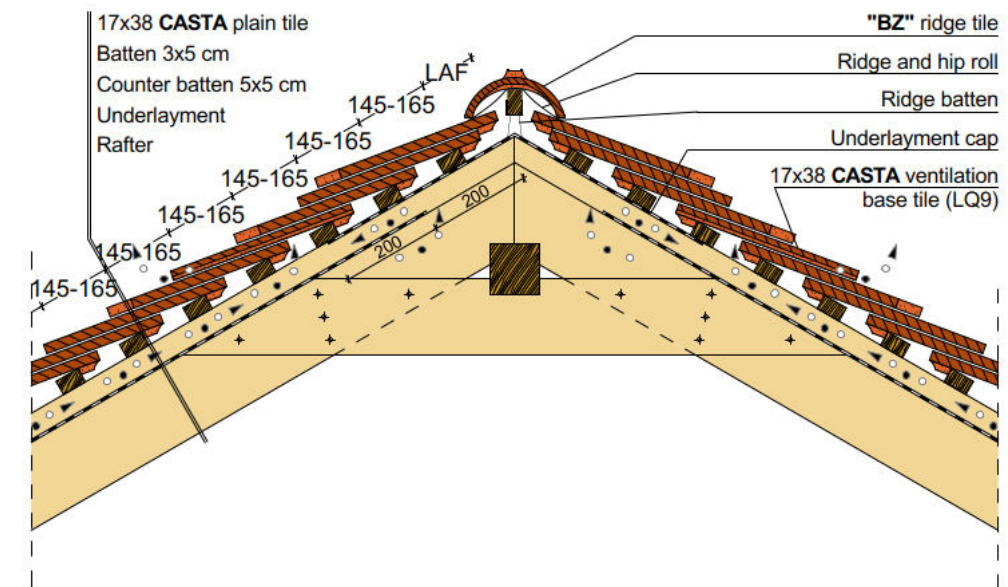 17x38 CASTA plain tile
Batten 3x5 cm
Counter batten 5x5 cm
Underlayment
Rafter
LAF
145-165
145-165
145-165
145-165
145-165
145-165
200
200
"BZ" ridge tile
Ridge and hip roll
Ridge batten
Underlayment cap
17x38 CASTA ventilation
base tile (LQ9)